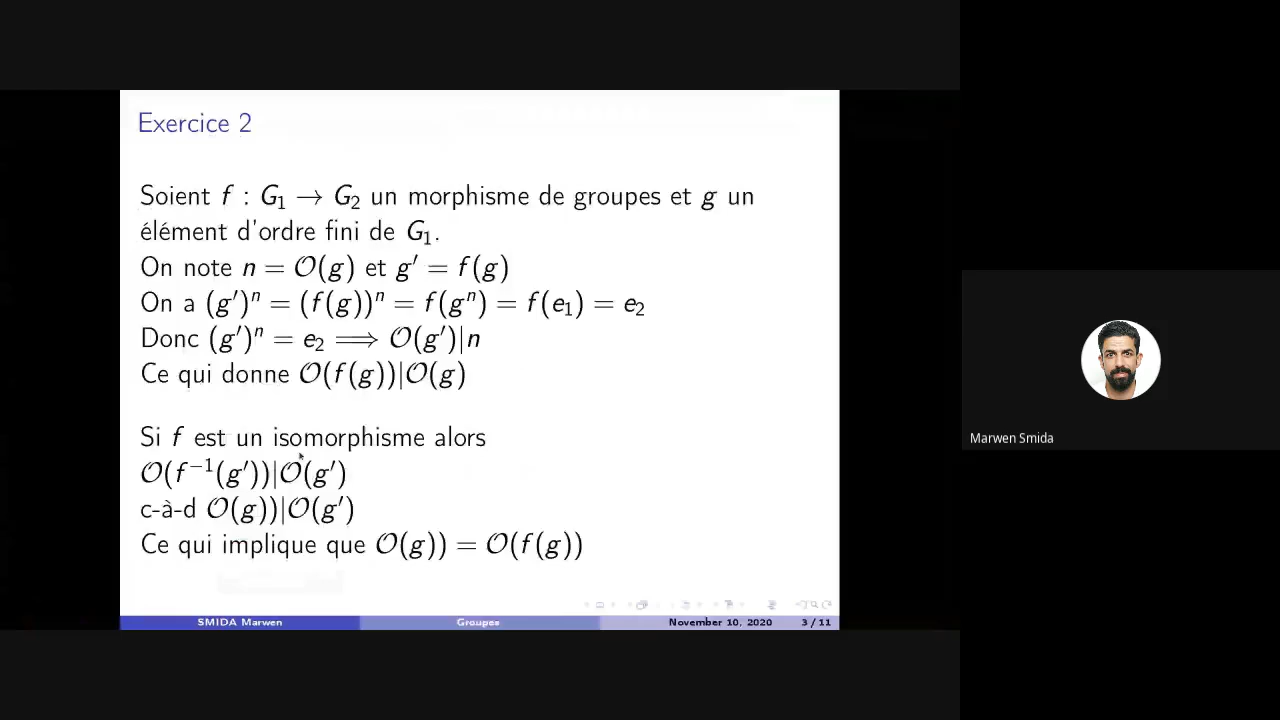 Exercice 2
Soient f : G₁ → G₂ un morphisme de groupes et g un
élément d'ordre fini de G₁.
On note n = 𝒪(g) et g′ = f(g)
On a (g′)ⁿ = (f(g))ⁿ = f(gⁿ) = f(e₁) = e₂
Donc (g′)ⁿ = e₂ ⟹ 𝒪(g′)|n
Ce qui donne 𝒪(f(g))|𝒪(g)
Si f est un isomorphisme alors
𝒪(f⁻¹(g′))|𝒪(g′)
c-à-d 𝒪(g))|𝒪(g′)
Ce qui implique que 𝒪(g)) = 𝒪(f(g))
SMIDA Marwen Groupes November 10, 2020 3 / 11
Marwen Smida